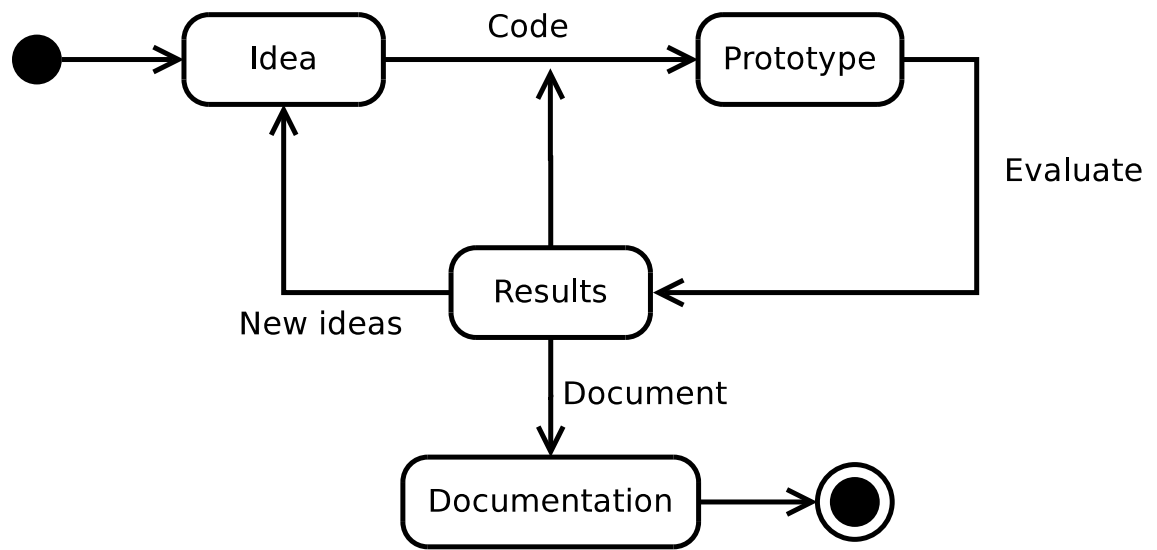 Code
Idea
Prototype
Evaluate
Results
New ideas
Document
Documentation